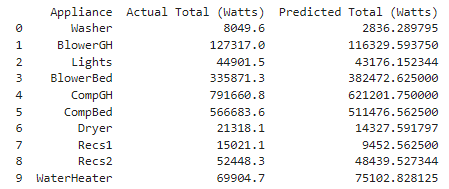 Appliance Actual Total (Watts) Predicted Total (Watts)
0 Washer 8049.6 2836.289795
1 BlowerGH 127317.0 116329.593750
2 Lights 44901.5 43176.152344
3 BlowerBed 335871.3 382472.625000
4 CompGH 791660.8 621201.750000
5 CompBed 566683.6 511476.562500
6 Dryer 21318.1 14327.591797
7 Recs1 15021.1 9452.562500
8 Recs2 52448.3 48439.527344
9 WaterHeater 69904.7 75102.828125